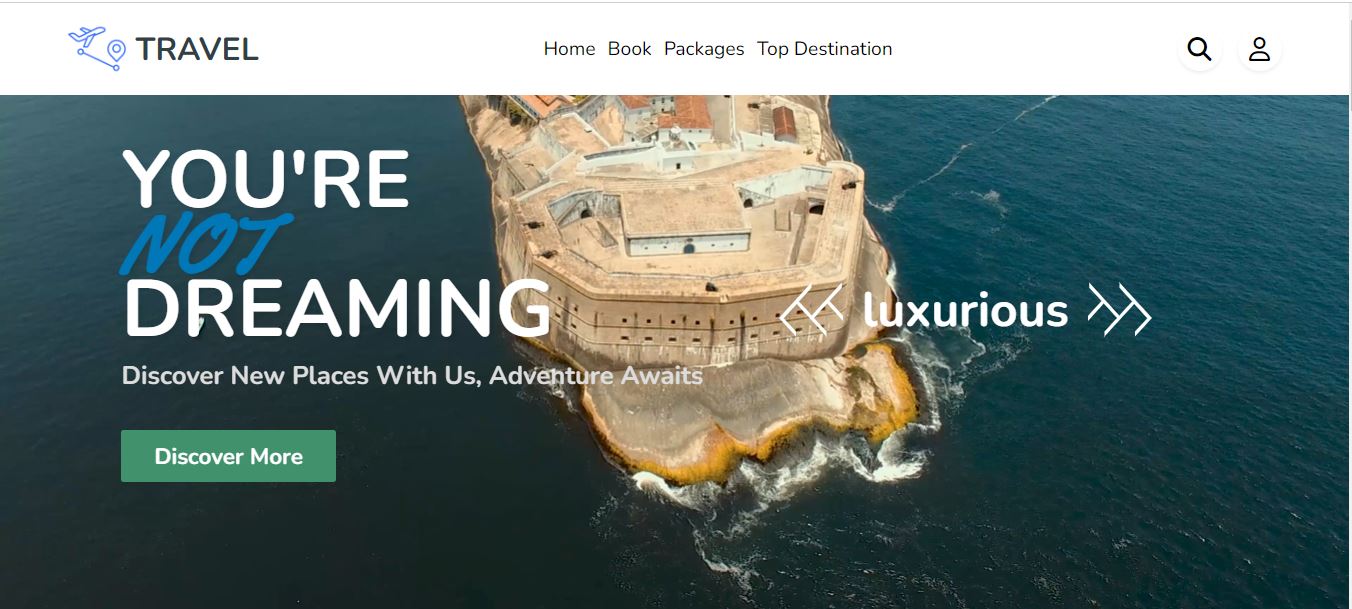 TRAVEL
Home Book Packages Top Destination
YOU'RE
NOT
DREAMING
luxurious
Discover New Places With Us, Adventure Awaits
Discover More